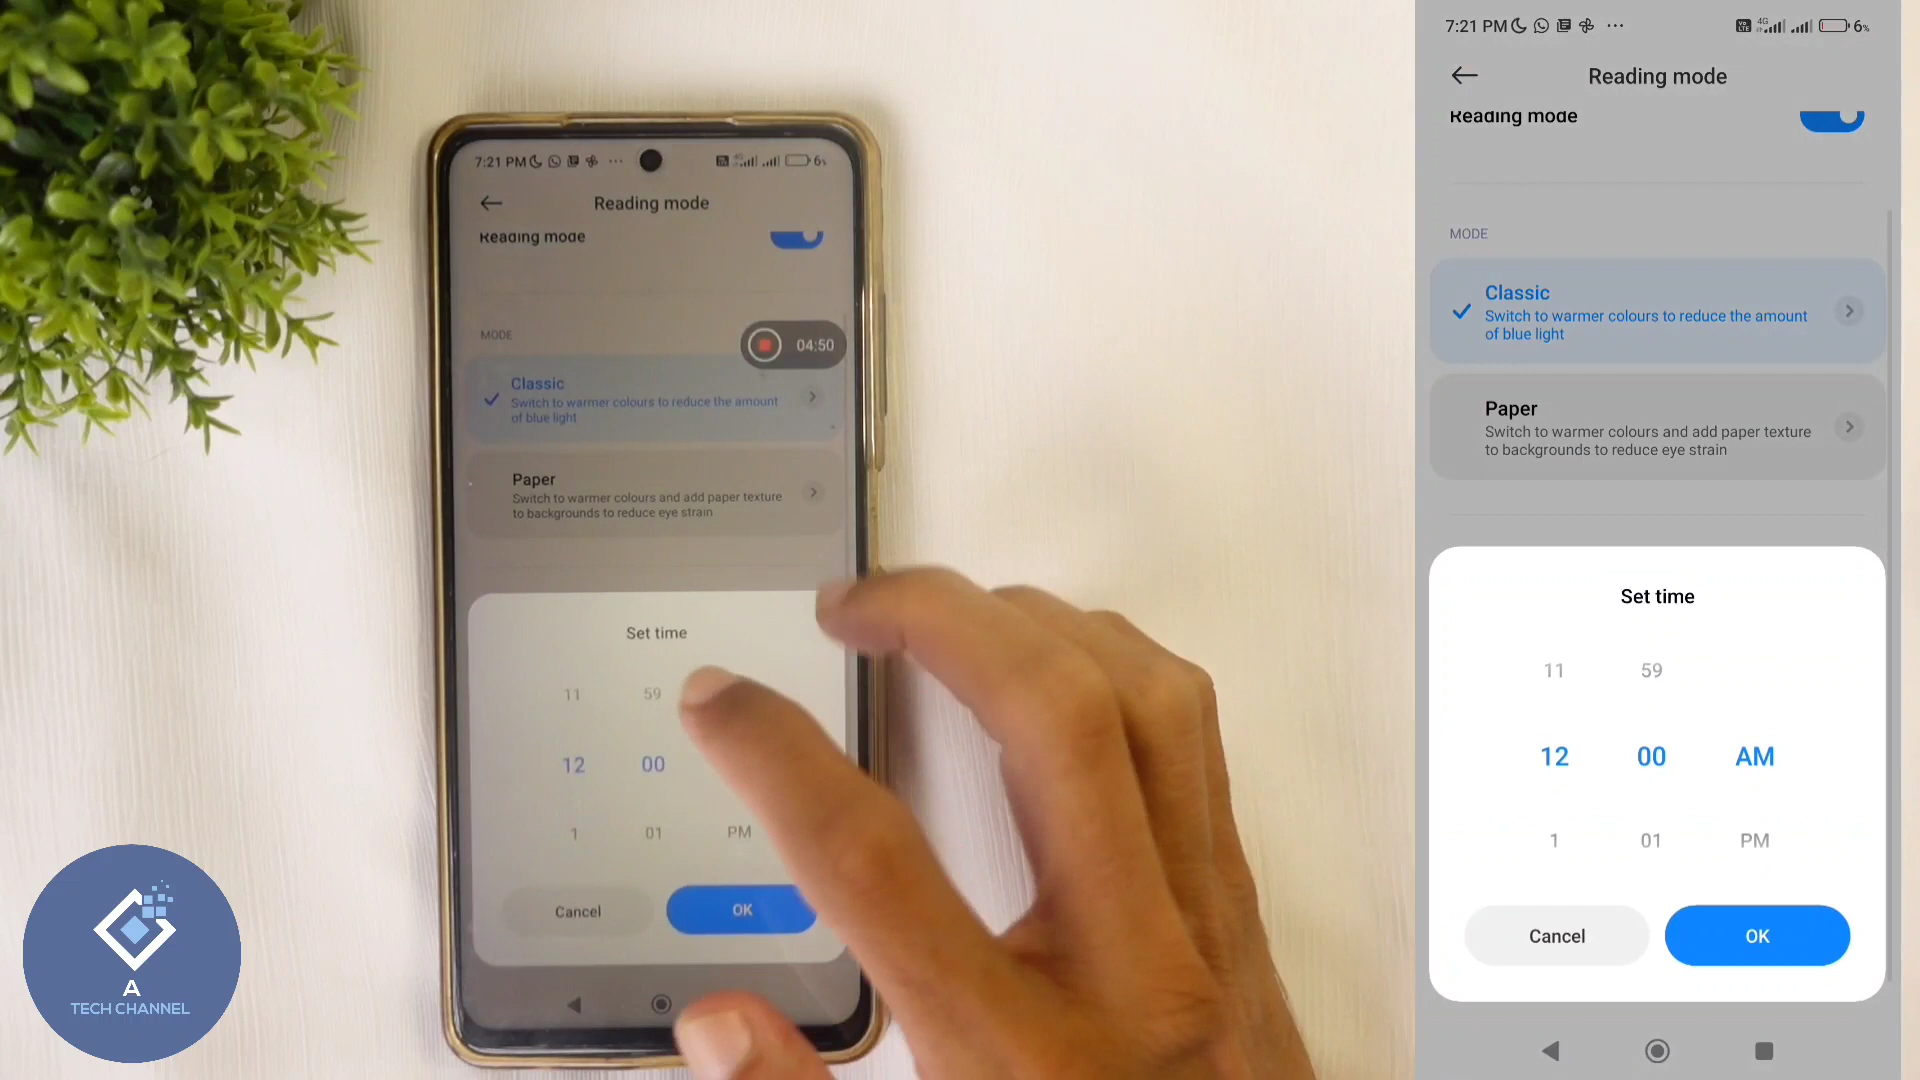 7:21 PM ... 6%
Reading mode
Reading mode
MODE
04:50
Classic
Switch to warmer colours to reduce the amount
of blue light
Paper
Switch to warmer colours and add paper texture
to backgrounds to reduce eye strain
Set time
11 59
12 00
1 01 PM
Cancel OK
A
TECH CHANNEL
7:21 PM ... 4G 6%
Reading mode
Reading mode
MODE
Classic
Switch to warmer colours to reduce the amount
of blue light
Paper
Switch to warmer colours and add paper texture
to backgrounds to reduce eye strain
Set time
11 59
12 00 AM
1 01 PM
Cancel OK